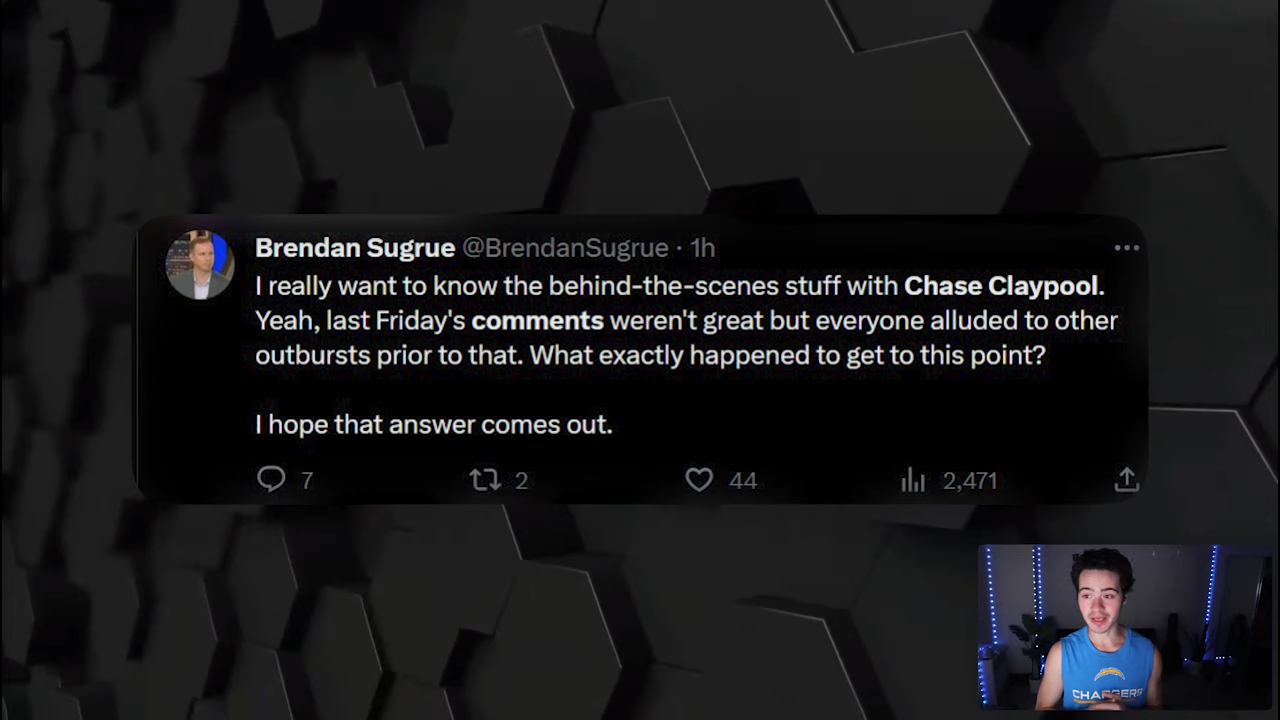 Brendan Sugrue @BrendanSugrue · 1h
I really want to know the behind-the-scenes stuff with Chase Claypool.
Yeah, last Friday's comments weren't great but everyone alluded to other
outbursts prior to that. What exactly happened to get to this point?
I hope that answer comes out.
7 2 44 2,471
CHARGERS